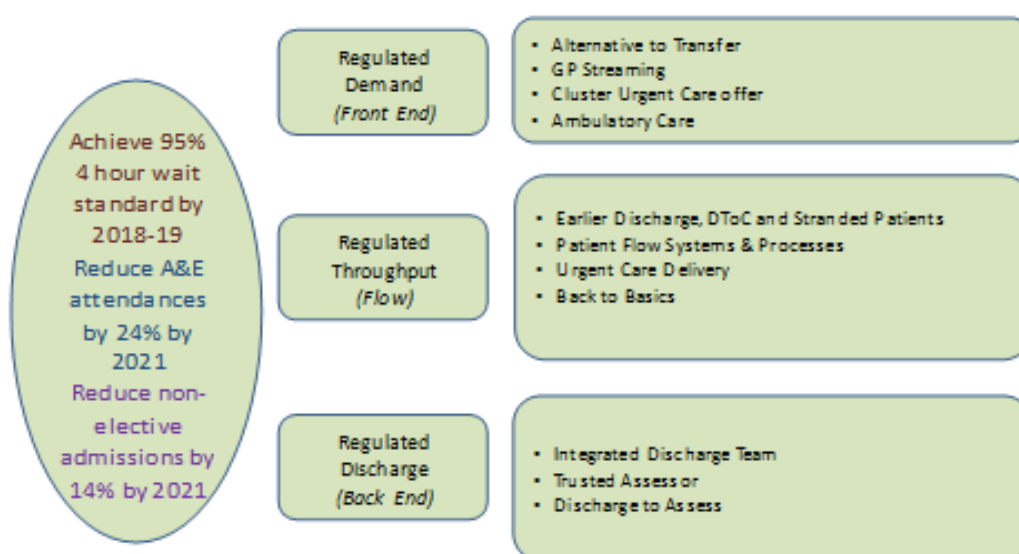 Achieve 95%
4 hour wait
standard by
2018-19
Reduce A&E
attendances
by 24% by
2021
Reduce non-
elective
admissions by
14% by 2021
Regulated
Demand
(Front End)
• Alternative to Transfer
• GP Streaming
• Cluster Urgent Care offer
• Ambulatory Care
Regulated
Throughput
(Flow)
• Earlier Discharge, DToC and Stranded Patients
• Patient Flow Systems & Processes
• Urgent Care Delivery
• Back to Basics
Regulated
Discharge
(Back End)
• Integrated Discharge Team
• Trusted Assessor
• Discharge to Assess